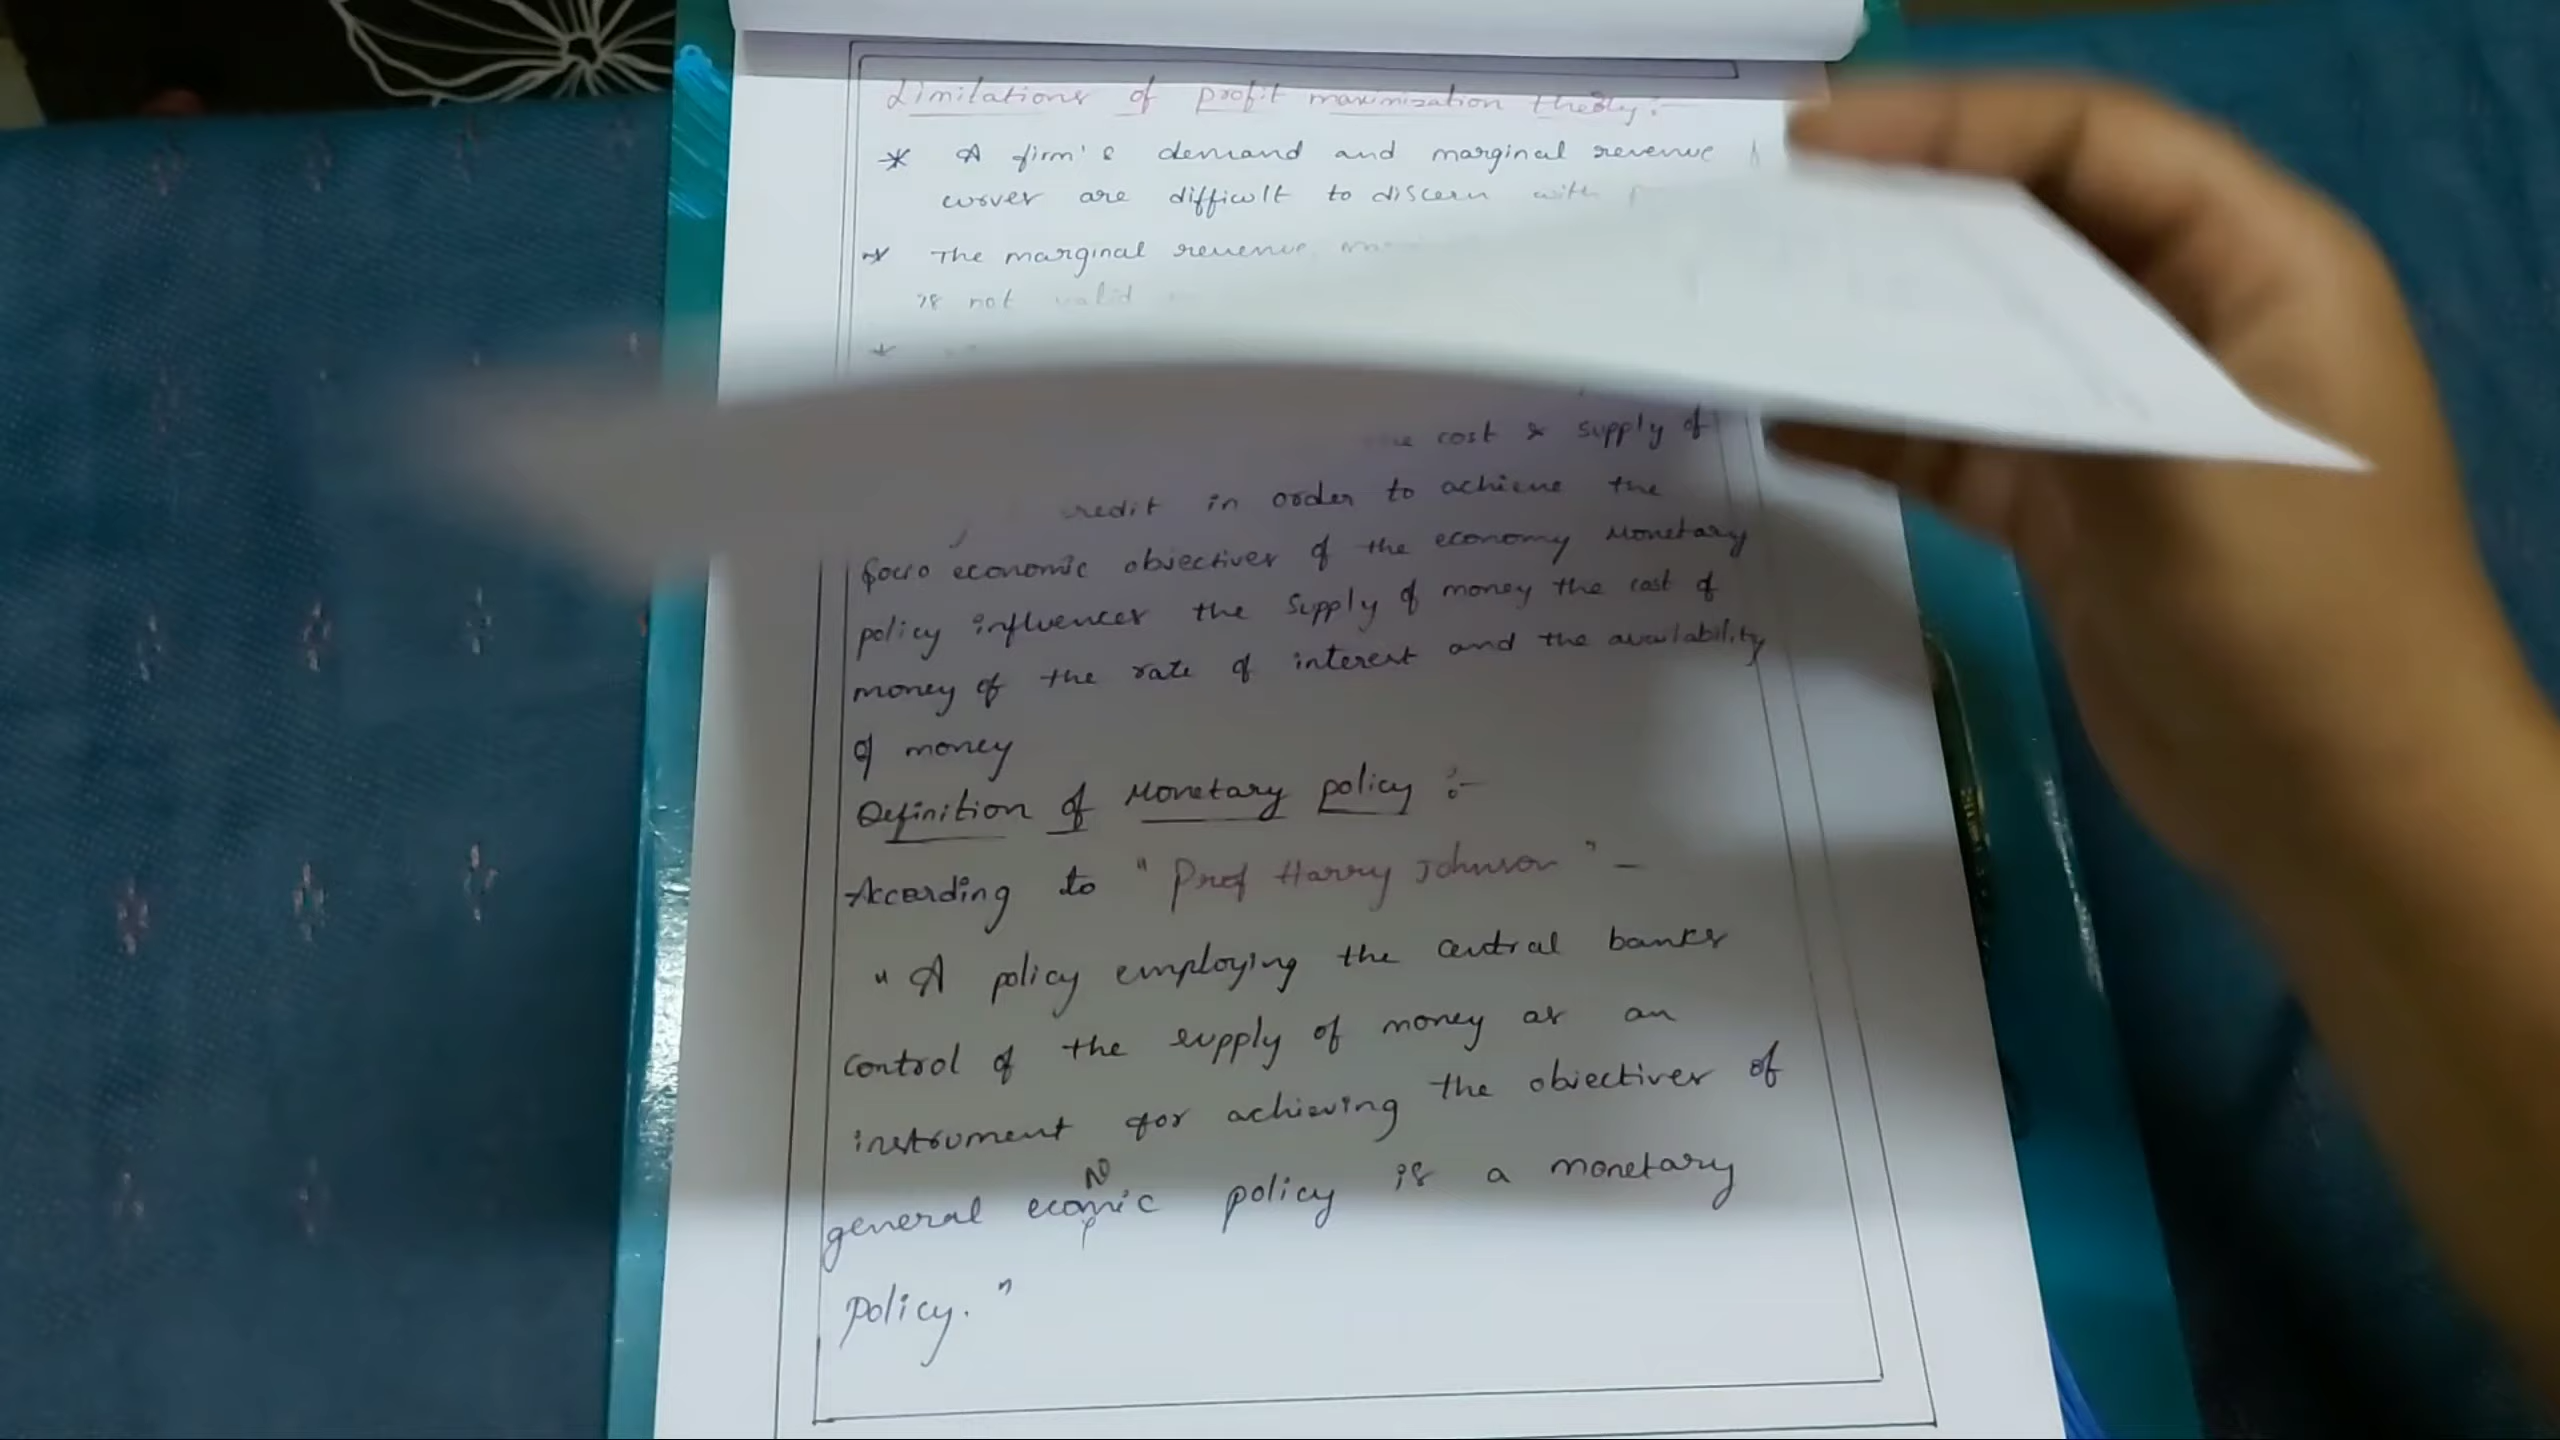 Limitations of profit maximization theory:-
* A firm's demand and marginal revenue
curves are difficult to discern with
* The marginal revenue
is not valid
*
cost & supply of
credit in order to achieve the
socio economic objectives of the economy Monetary
policy influences the supply of money the cost of
money of the rate of interest and the availability
of money
Definition of Monetary policy :-
According to "Prof Harry Johnson" -
"A policy employing the central banks
control of the supply of money as an
instrument for achieving the objectives of
general economic policy is a monetary
policy."